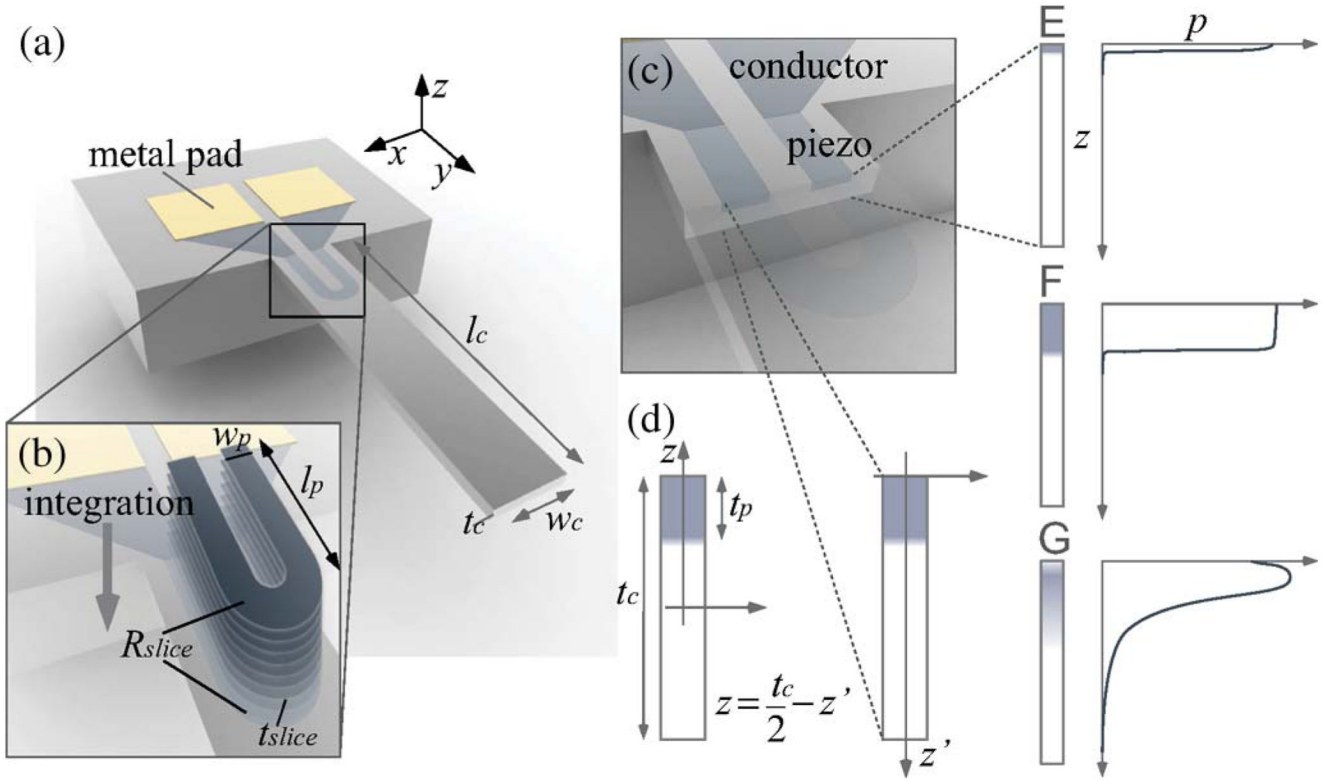 (a)
z
x
y
metal pad
lc
tc
wc
(b)
wp
lp
integration
Rslice
tslice
(c)
conductor
piezo
(d)
z
tp
tc
z = tc/2 − z’
z’
E
p
z
F
G